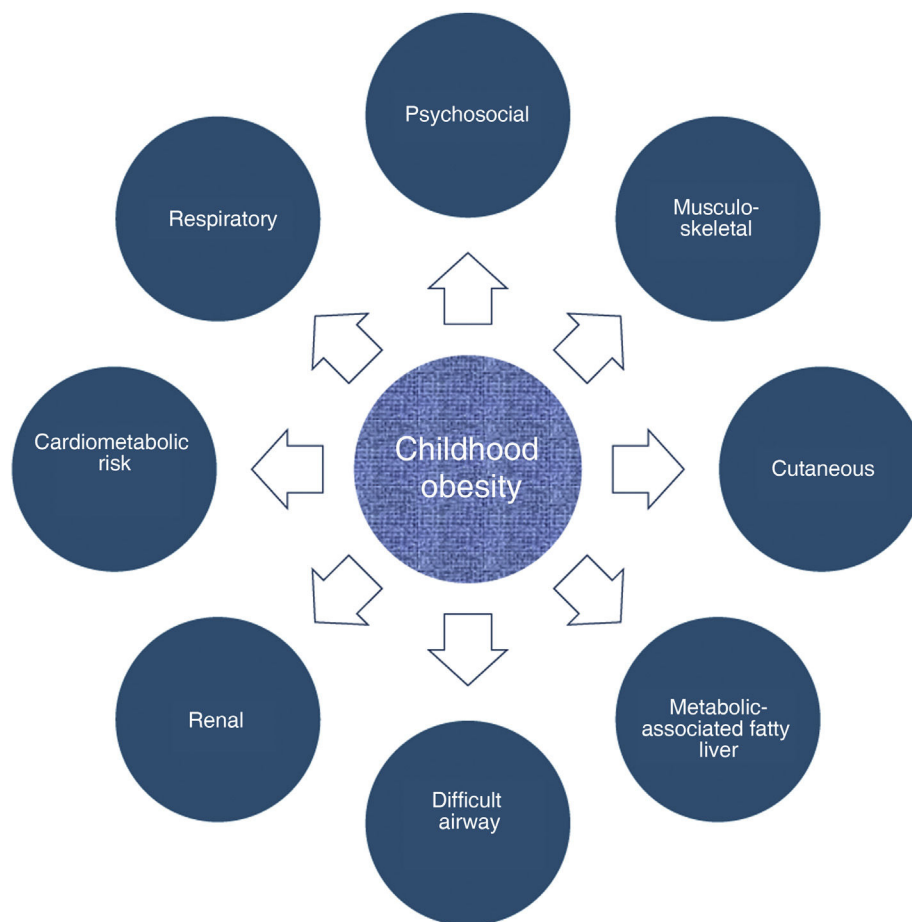 Psychosocial
Respiratory
Musculo-
skeletal
Cardiometabolic
risk
Childhood
obesity
Cutaneous
Renal
Metabolic-
associated fatty
liver
Difficult
airway